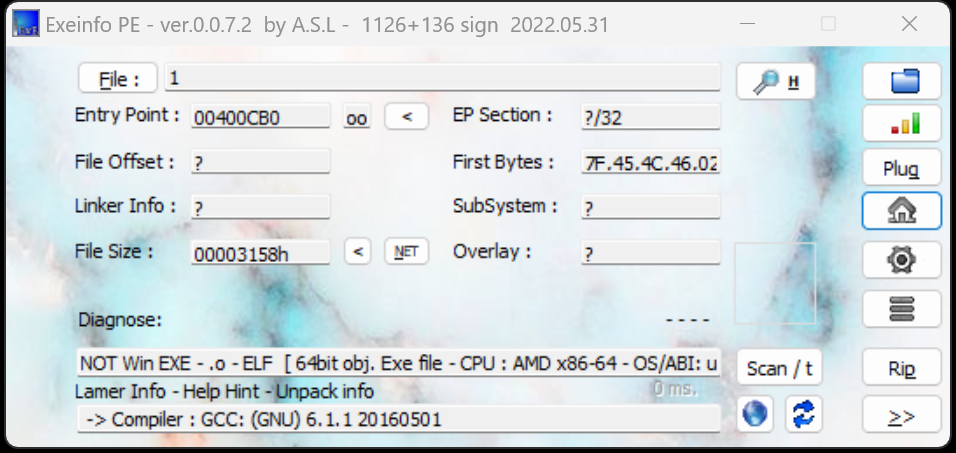 Exeinfo PE - ver.0.0.7.2 by A.S.L - 1126+136 sign 2022.05.31
File : 1 H
Entry Point : 00400CB0 oo < EP Section : ?/32
File Offset : ? First Bytes : 7F.45.4C.46.02 Plug
Linker Info : ? SubSystem : ?
File Size : 00003158h < NET Overlay : ?
Diagnose: - - - -
NOT Win EXE - .o - ELF [ 64bit obj. Exe file - CPU : AMD x86-64 - OS/ABI: u Scan / t Rip
Lamer Info - Help Hint - Unpack info 0 ms.
-> Compiler : GCC: (GNU) 6.1.1 20160501 >>